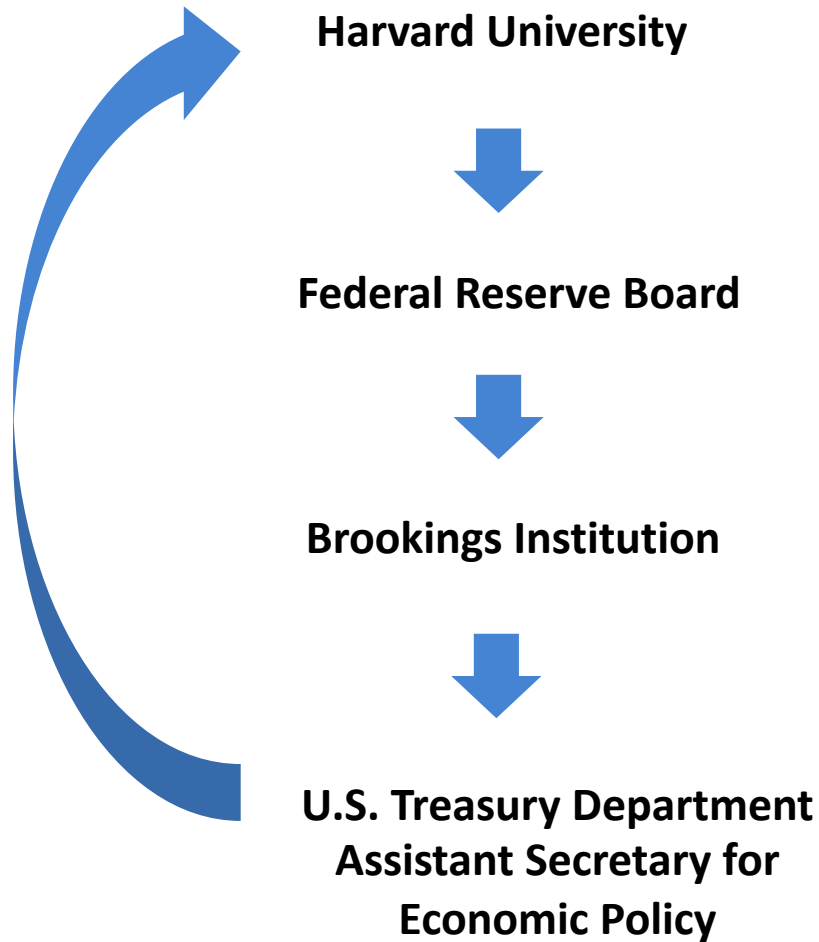 Harvard University
Federal Reserve Board
Brookings Institution
U.S. Treasury Department
Assistant Secretary for
Economic Policy